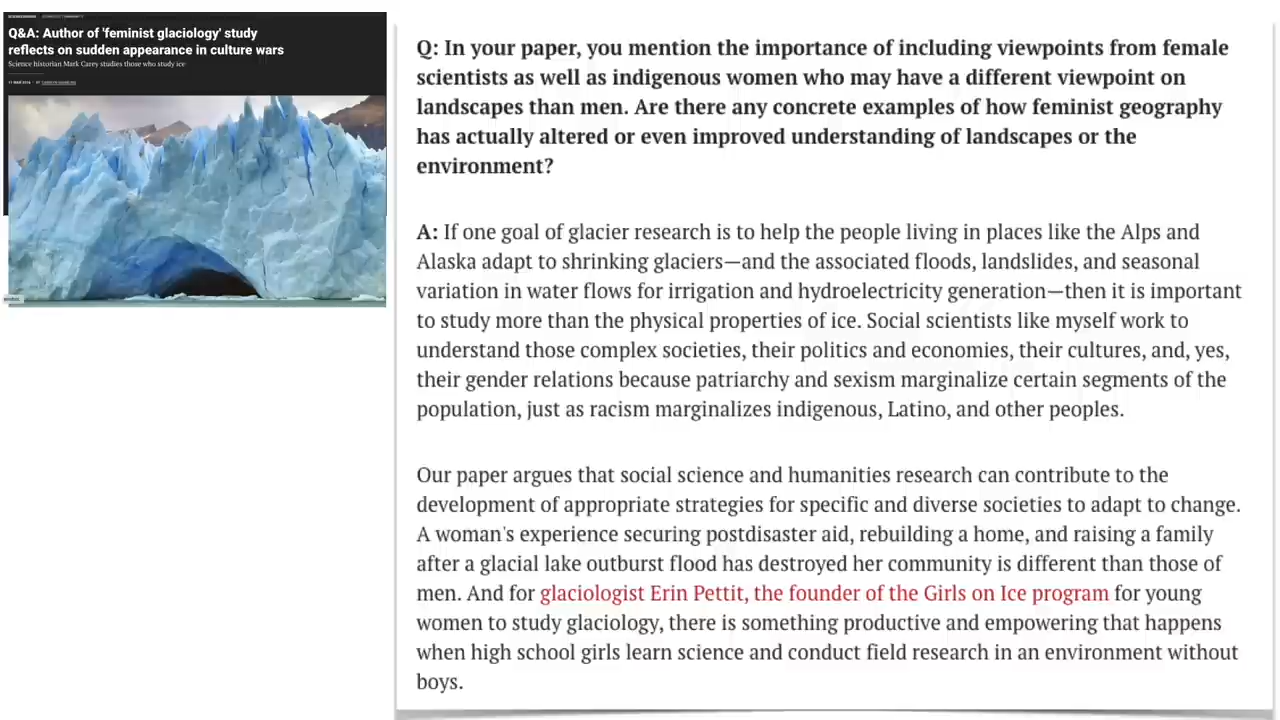 Q&A: Author of 'feminist glaciology' study
reflects on sudden appearance in culture wars
Science historian Mark Carey studies those who study ice
Q: In your paper, you mention the importance of including viewpoints from female
scientists as well as indigenous women who may have a different viewpoint on
landscapes than men. Are there any concrete examples of how feminist geography
has actually altered or even improved understanding of landscapes or the
environment?
A: If one goal of glacier research is to help the people living in places like the Alps and
Alaska adapt to shrinking glaciers—and the associated floods, landslides, and seasonal
variation in water flows for irrigation and hydroelectricity generation—then it is important
to study more than the physical properties of ice. Social scientists like myself work to
understand those complex societies, their politics and economies, their cultures, and, yes,
their gender relations because patriarchy and sexism marginalize certain segments of the
population, just as racism marginalizes indigenous, Latino, and other peoples.
Our paper argues that social science and humanities research can contribute to the
development of appropriate strategies for specific and diverse societies to adapt to change.
A woman's experience securing postdisaster aid, rebuilding a home, and raising a family
after a glacial lake outburst flood has destroyed her community is different than those of
men. And for glaciologist Erin Pettit, the founder of the Girls on Ice program for young
women to study glaciology, there is something productive and empowering that happens
when high school girls learn science and conduct field research in an environment without
boys.